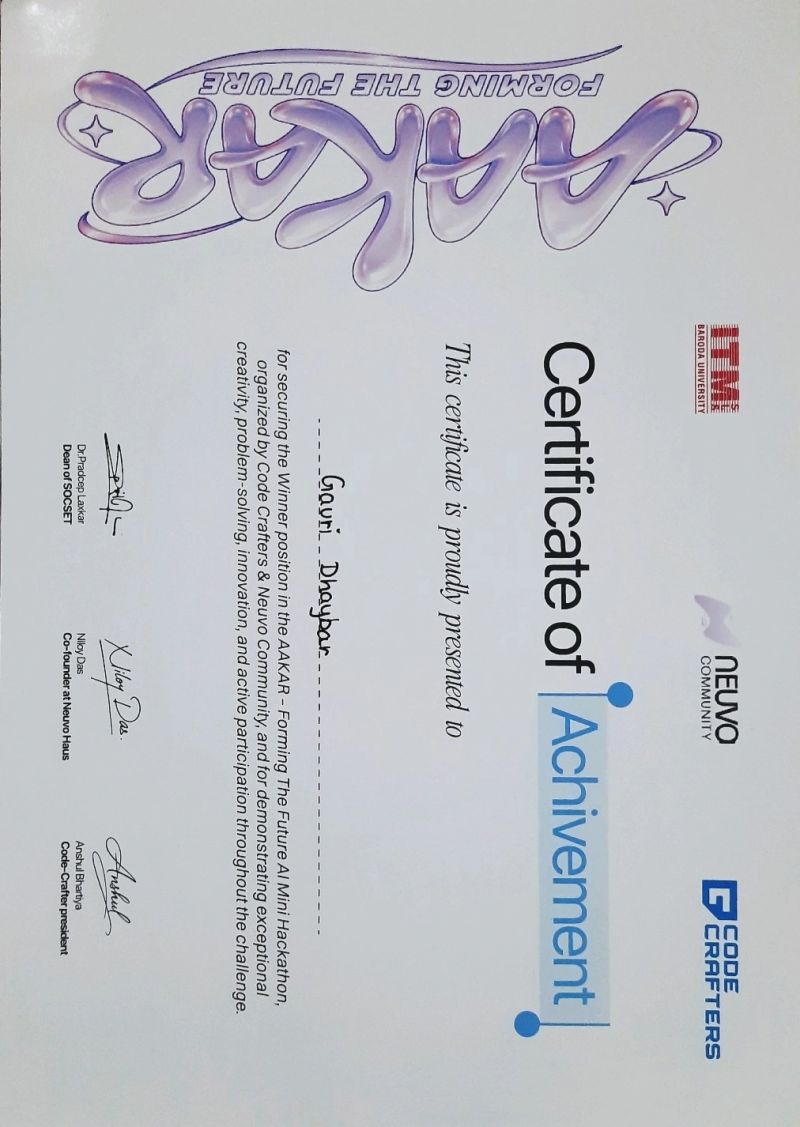 ITM SLS
BARODA UNIVERSITY
NEUVO
COMMUNITY
CODE
CRAFTERS
AAKAR
FORMING THE FUTURE
Certificate of Achivement
This certificate is proudly presented to
Gauri Dhaybar
for securing the Winner position in the AAKAR - Forming The Future AI Mini Hackathon,
organized by Code Crafters & Neuvo Community, and for demonstrating exceptional
creativity, problem-solving, innovation, and active participation throughout the challenge.
Niloy Das.
Anshul
Dr.Pradeep Laxkar
Dean of SOCSET
Niloy Das
Co-founder at Neuvo Haus
Anshul Bhartiya
Code-Crafter president